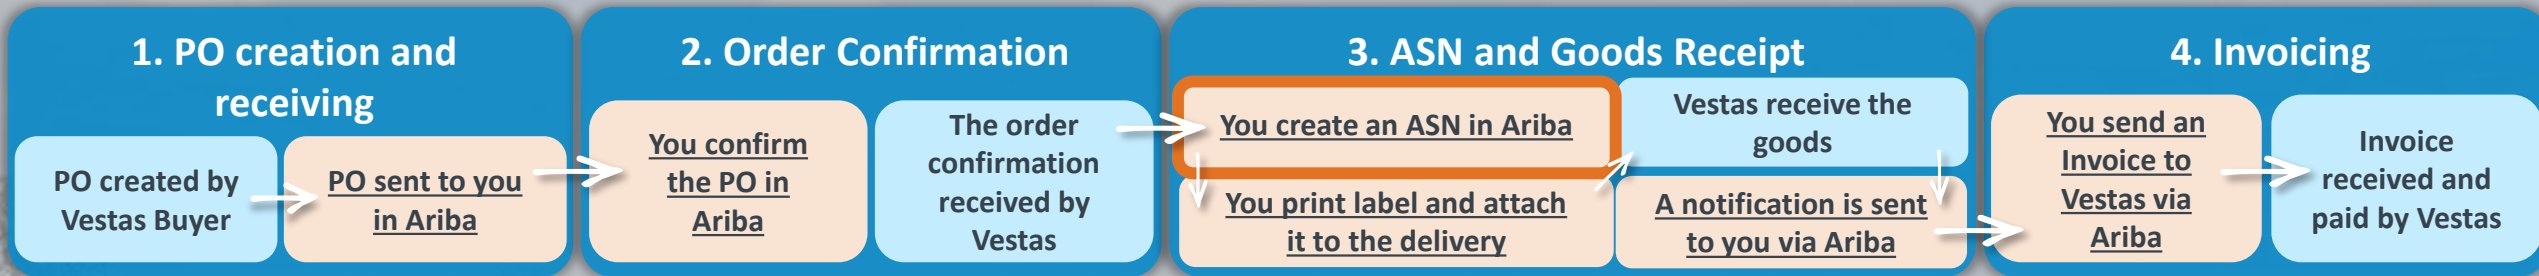 1. PO creation and
receiving
PO created by
Vestas Buyer
PO sent to you
in Ariba
2. Order Confirmation
You confirm
the PO in
Ariba
The order
confirmation
received by
Vestas
3. ASN and Goods Receipt
You create an ASN in Ariba
You print label and attach
it to the delivery
Vestas receive the
goods
A notification is sent
to you via Ariba
4. Invoicing
You send an
Invoice to
Vestas via
Ariba
Invoice
received and
paid by Vestas